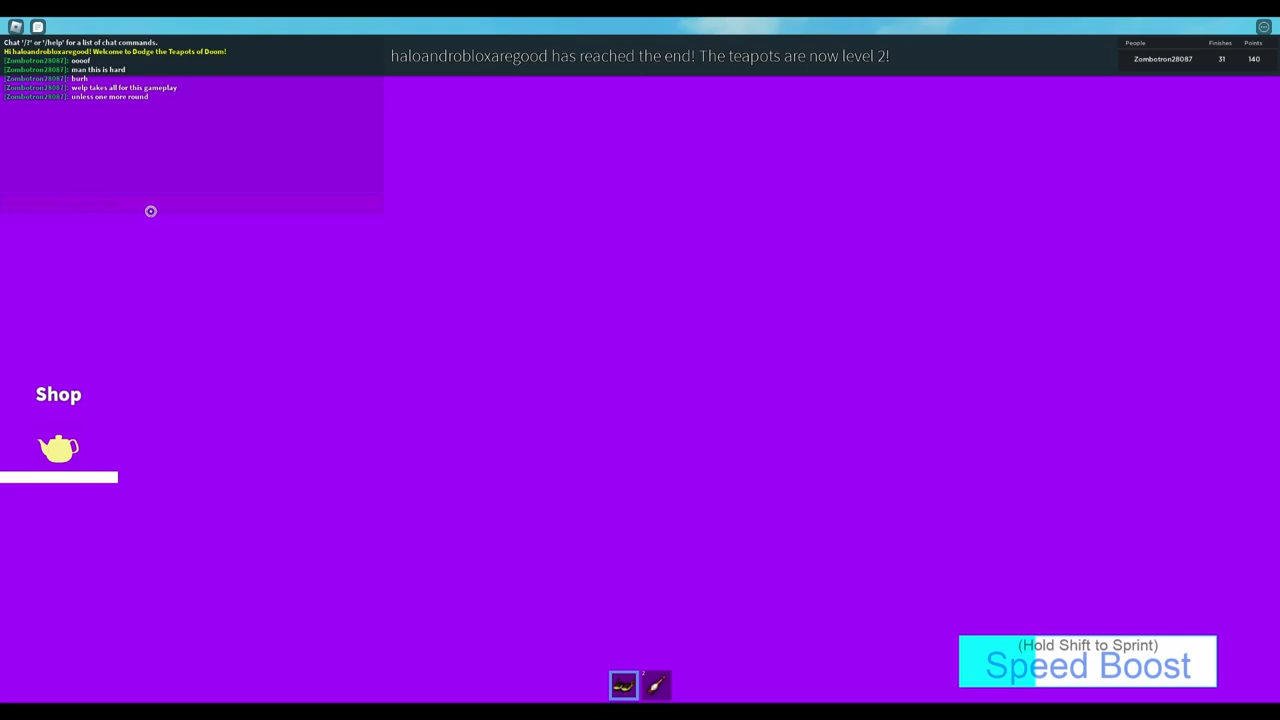 Chat '/?' or '/help' for a list of chat commands.
Hi haloandrobloxaregood! Welcome to Dodge the Teapots of Doom!
[Zombotron28087]: oooof
[Zombotron28087]: man this is hard
[Zombotron28087]: burh
[Zombotron28087]: welp takes all for this gameplay
[Zombotron28087]: unless one more round
haloandrobloxaregood has reached the end! The teapots are now level 2!
People Finishes Points
Zombotron28087 31 140
Shop
(Hold Shift to Sprint)
Speed Boost
2